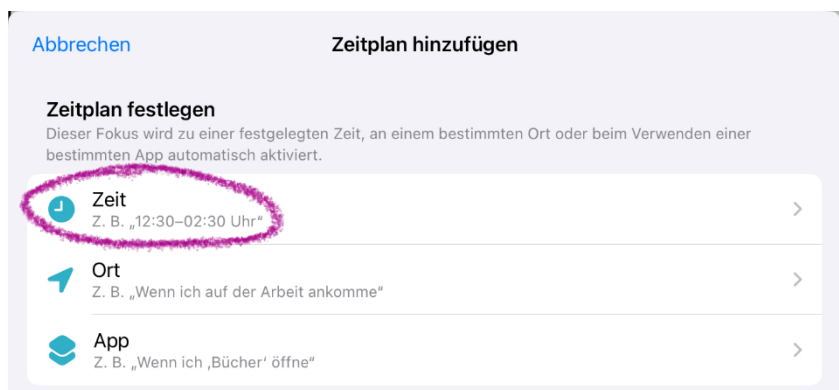 Abbrechen Zeitplan hinzufügen
Zeitplan festlegen
Dieser Fokus wird zu einer festgelegten Zeit, an einem bestimmten Ort oder beim Verwenden einer
bestimmten App automatisch aktiviert.
Zeit
Z. B. „12:30–02:30 Uhr“
Ort
Z. B. „Wenn ich auf der Arbeit ankomme“
App
Z. B. „Wenn ich ‚Bücher‘ öffne“